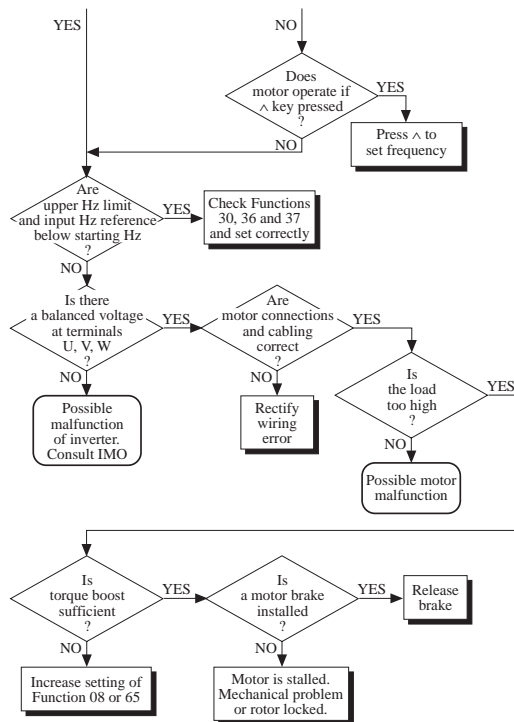 YES
NO
Does
motor operate if
∧ key pressed
?
YES
NO
Press ∧ to
set frequency
Are
upper Hz limit
and input Hz reference
below starting Hz
?
YES
NO
Check Functions
30, 36 and 37
and set correctly
Is there
a balanced voltage
at terminals
U, V, W
?
YES
NO
Are
motor connections
and cabling
correct
?
YES
NO
Is
the load
too high
?
YES
NO
Possible
malfunction
of inverter.
Consult IMO
Rectify
wiring
error
Possible motor
malfunction
Is
torque boost
sufficient
?
YES
NO
Is
a motor brake
installed
?
YES
NO
Release
brake
Increase setting of
Function 08 or 65
Motor is stalled.
Mechanical problem
or rotor locked.